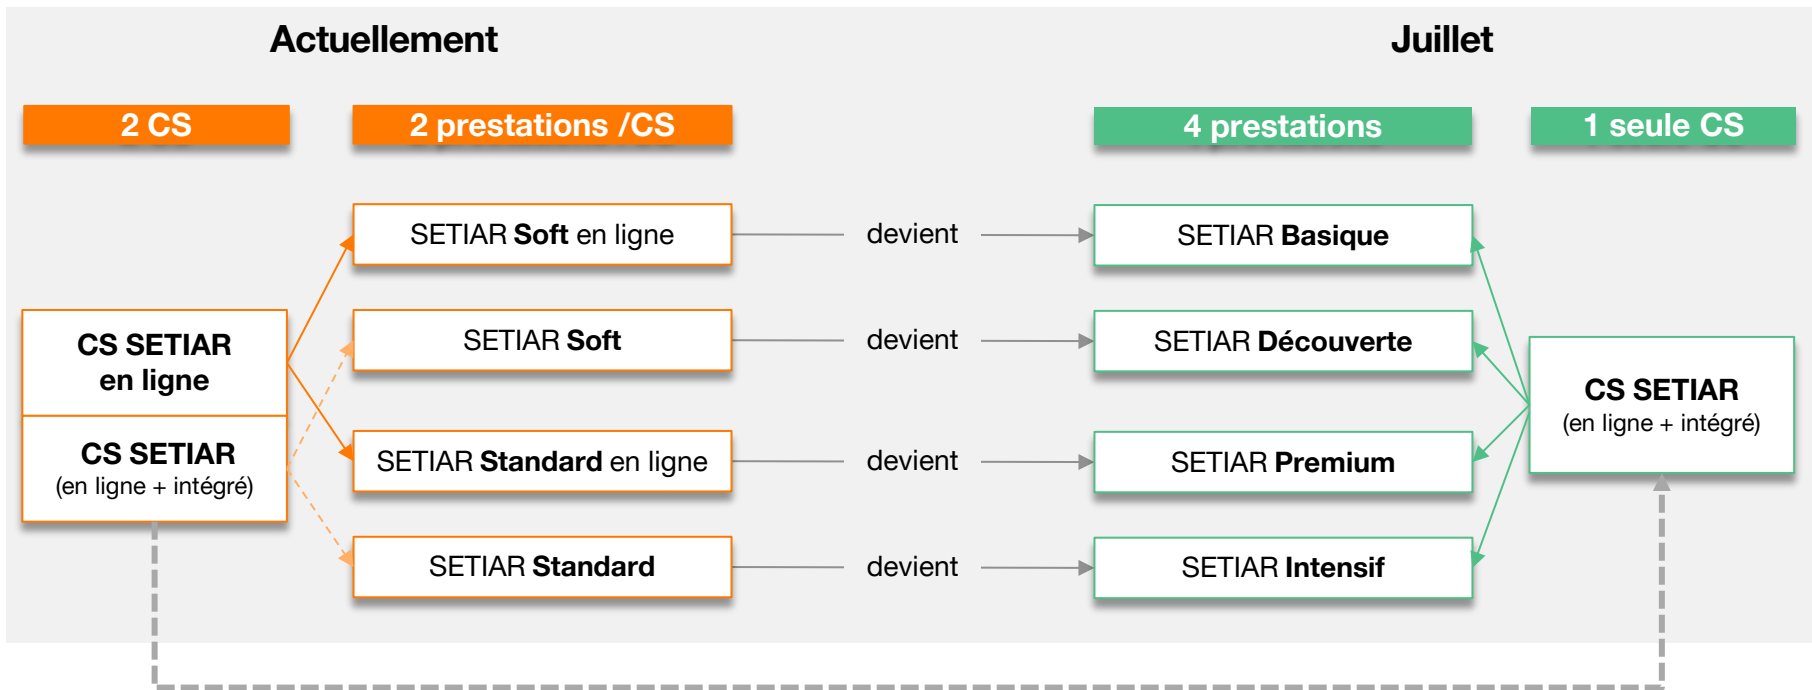 Actuellement
Juillet
2 CS
2 prestations /CS
4 prestations
1 seule CS
SETIAR Soft en ligne
devient
SETIAR Basique
CS SETIAR
en ligne
SETIAR Soft
devient
SETIAR Découverte
CS SETIAR
(en ligne + intégré)
CS SETIAR
(en ligne + intégré)
SETIAR Standard en ligne
devient
SETIAR Premium
SETIAR Standard
devient
SETIAR Intensif